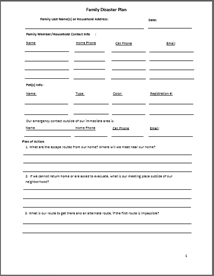 Family Disaster Plan
Family Last Name(s) or Household Address: Date:
Family Member/Household Contact Info :
Name Home Phone Cell Phone Email
Pet(s) Info:
Name: Type: Color: Registration #:
Our emergency contact outside of our immediate area is:
Name Home Phone Cell Phone Email
Plan of Action
1. What are the escape routes from our home? Where will we meet near our home?
2. If we cannot return home or are asked to evacuate, what is our meeting place outside of our
neighborhood?
3. What is our route to get there and an alternate route, if the first route is impassible?
1